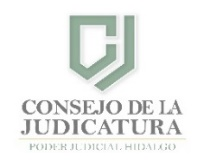 CONSEJO DE LA
JUDICATURA
PODER JUDICIAL HIDALGO